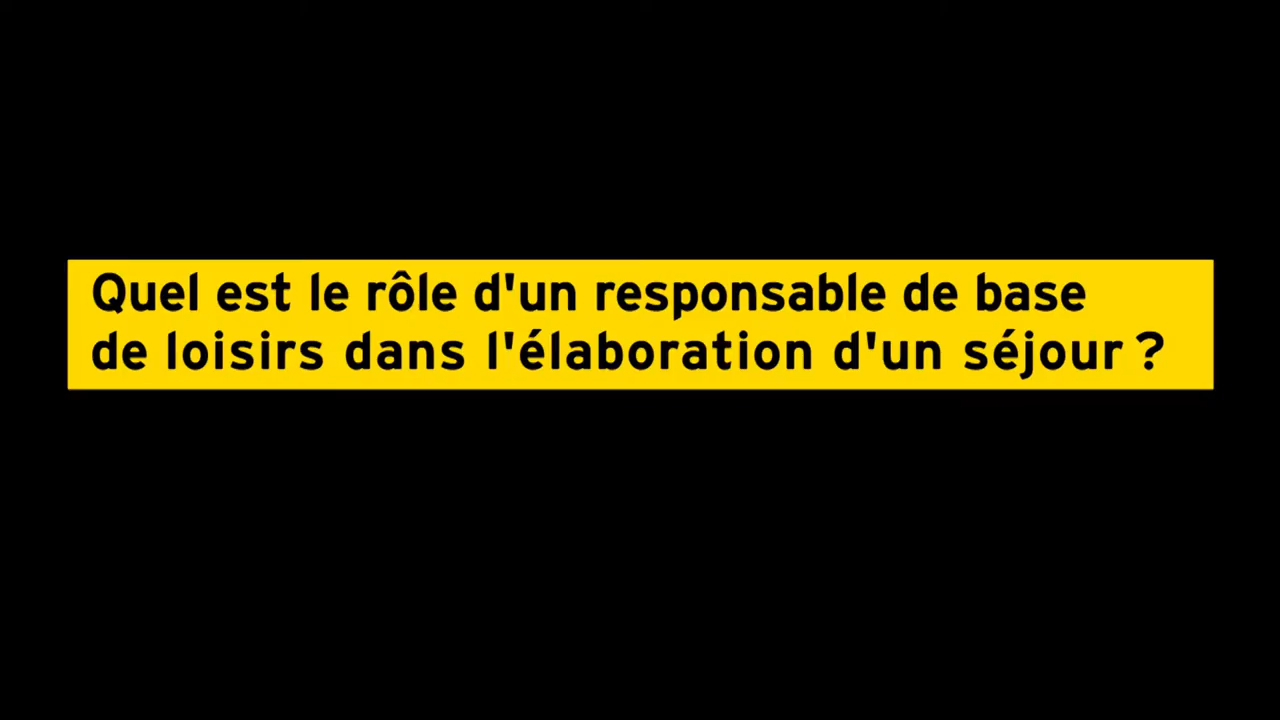 Quel est le rôle d'un responsable de base
de loisirs dans l'élaboration d'un séjour ?